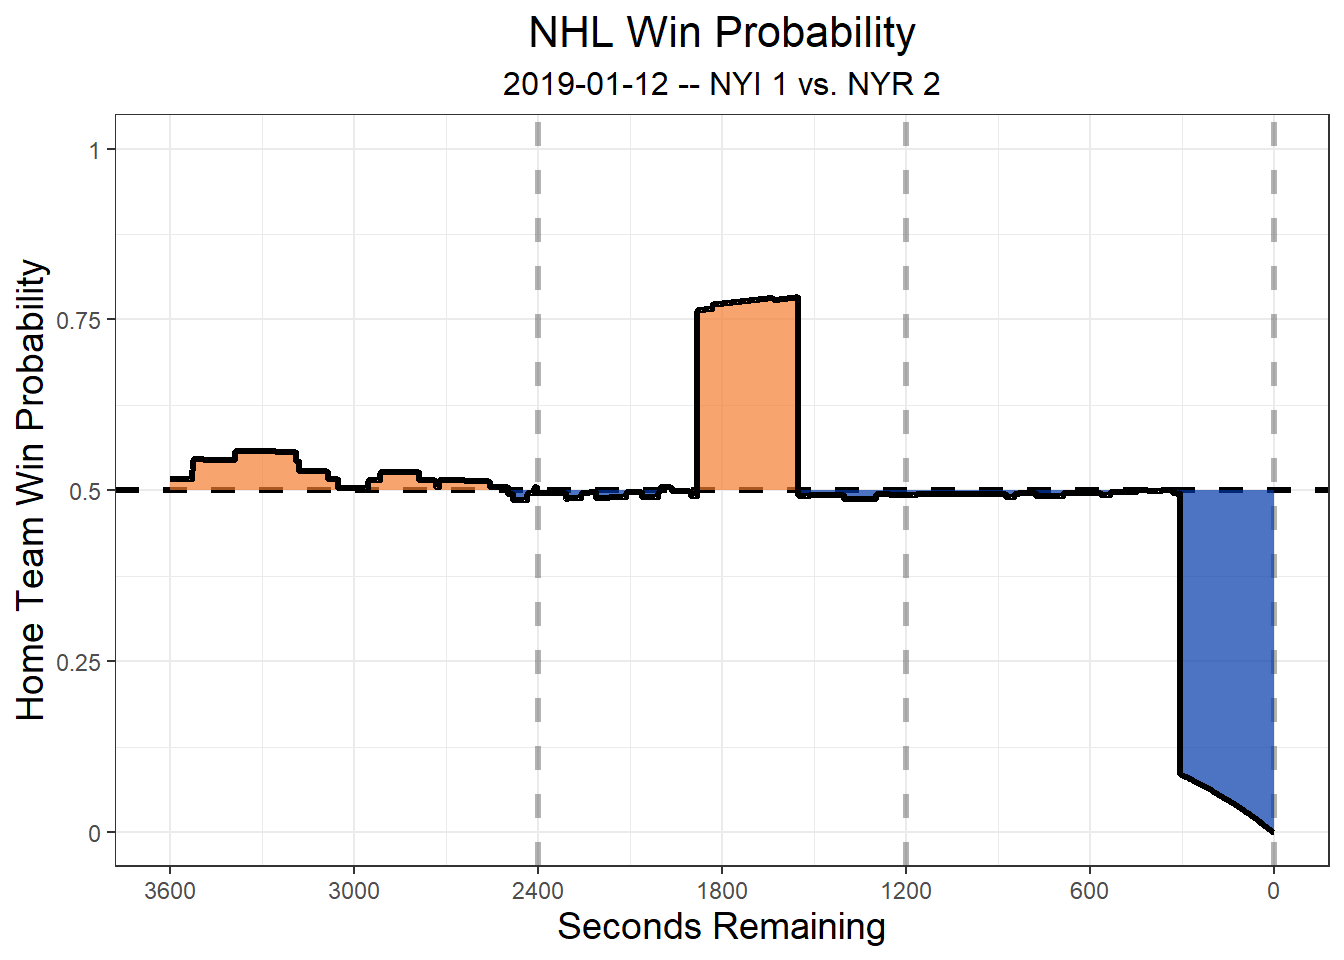 NHL Win Probability
2019-01-12 -- NYI 1 vs. NYR 2
Home Team Win Probability
1
0.75
0.5
0.25
0
3600 3000 2400 1800 1200 600 0
Seconds Remaining